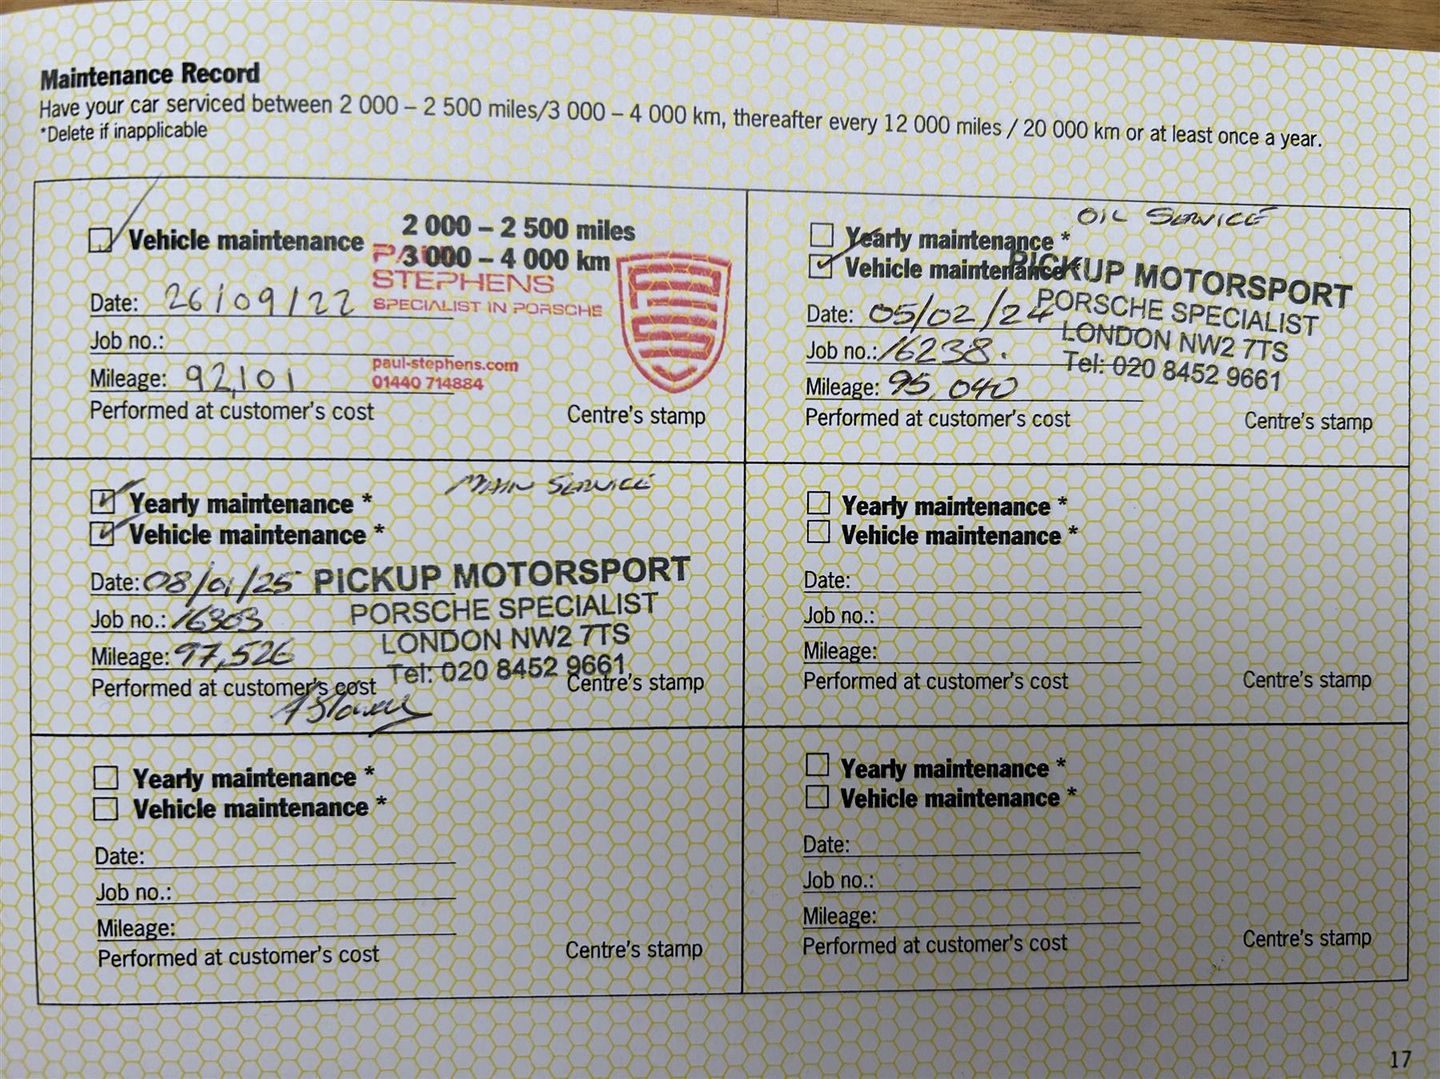 Maintenance Record
Have your car serviced between 2 000 – 2 500 miles/3 000 – 4 000 km, thereafter every 12 000 miles / 20 000 km or at least once a year.
*Delete if inapplicable
Vehicle maintenance
2 000 – 2 500 miles
3 000 – 4 000 km
PAUL
STEPHENS
SPECIALIST IN PORSCHE
paul-stephens.com
01440 714884
Date: 26/09/22
Job no.:
Mileage: 92,101
Performed at customer's cost
Centre's stamp
OIL SERVICE
Yearly maintenance *
Vehicle maintenance *
PICKUP MOTORSPORT
PORSCHE SPECIALIST
LONDON NW2 7TS
Tel: 020 8452 9661
Date: 05/02/24
Job no.: 16238.
Mileage: 95,040
Performed at customer's cost
Centre's stamp
MAIN SERVICE
Yearly maintenance *
Vehicle maintenance *
Date: 08/01/25
Job no.: 16303
Mileage: 97,526
PICKUP MOTORSPORT
PORSCHE SPECIALIST
LONDON NW2 7TS
Tel: 020 8452 9661
Performed at customer's cost
Centre's stamp
Yearly maintenance *
Vehicle maintenance *
Date:
Job no.:
Mileage:
Performed at customer's cost
Centre's stamp
Yearly maintenance *
Vehicle maintenance *
Date:
Job no.:
Mileage:
Performed at customer's cost
Centre's stamp
Yearly maintenance *
Vehicle maintenance *
Date:
Job no.:
Mileage:
Performed at customer's cost
Centre's stamp
17